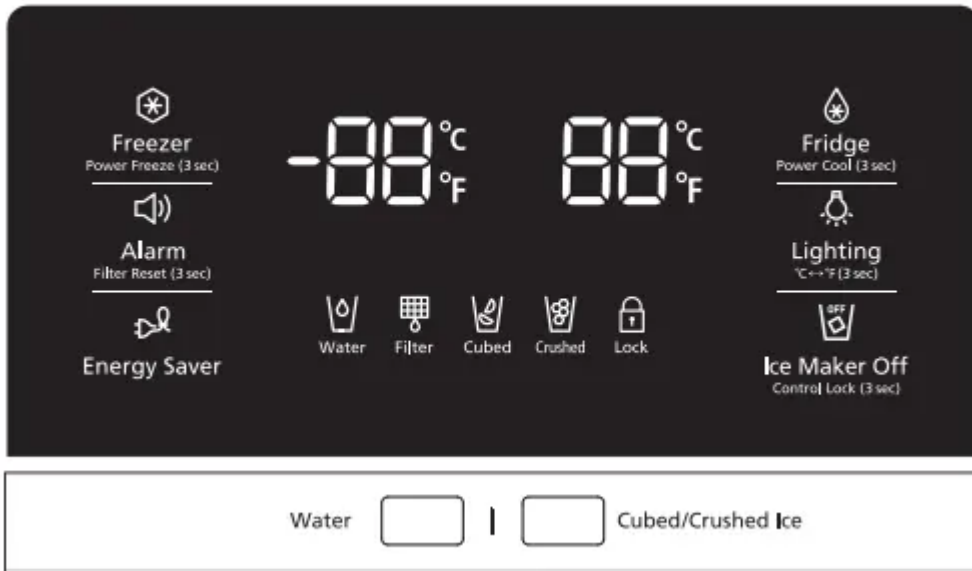 Freezer
Power Freeze (3 sec)
Alarm
Filter Reset (3 sec)
Energy Saver
-88 °C °F
88 °C °F
Water Filter Cubed Crushed Lock
Fridge
Power Cool (3 sec)
Lighting
°C↔°F (3 sec)
OFF
Ice Maker Off
Control Lock (3 sec)
Water | Cubed/Crushed Ice